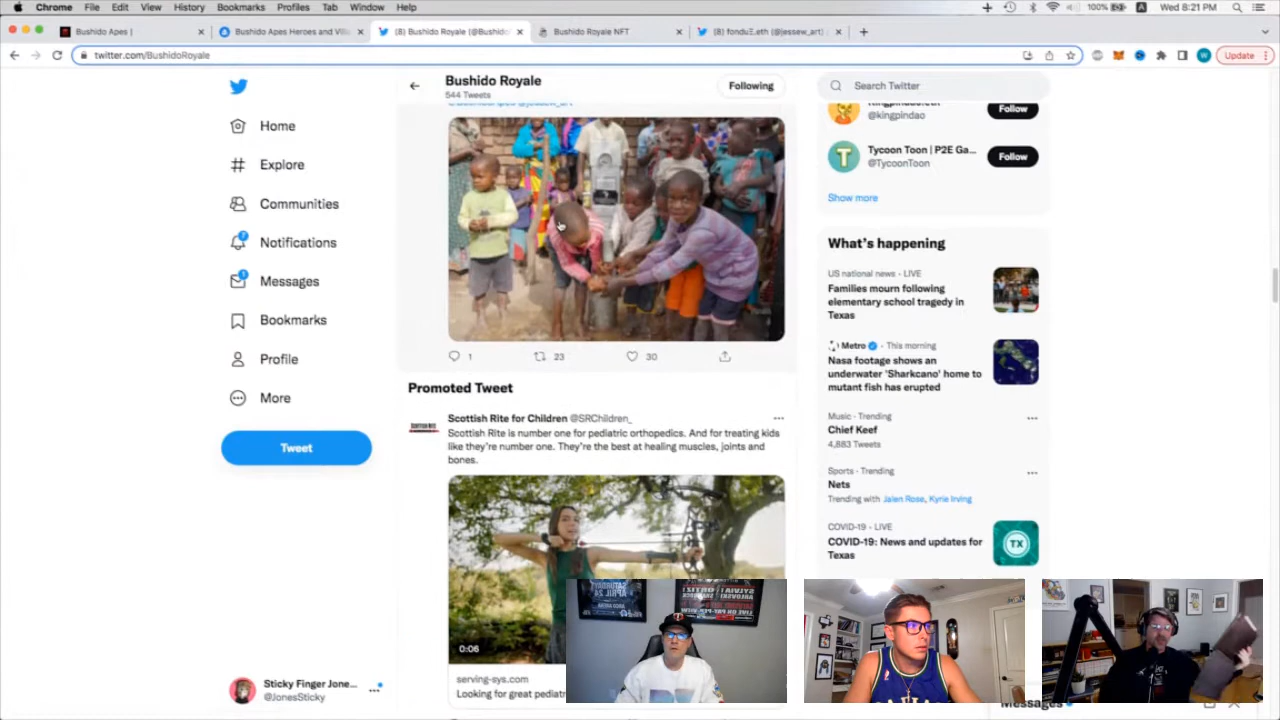 Chrome File Edit View History Bookmarks Profiles Tab Window Help 100% A Wed 8:21 PM
Bushido Apes | Bushido Apes Heroes and Vill (8) Bushido Royale (@Bushido Bushido Royale NFT (8) fonduΞ.eth (@jessew_art)
twitter.com/BushidoRoyale W Update
Bushido Royale
544 Tweets
Following
Search Twitter
Home
Explore
Communities
Notifications
Messages
Bookmarks
Profile
More
Tweet
1 23 30
Promoted Tweet
Scottish Rite for Children @SRChildren_
Scottish Rite is number one for pediatric orthopedics. And for treating kids
like they're number one. They're the best at healing muscles, joints and
bones.
0:06
serving-sys.com
Looking for great pediatr
@kingpindao
Follow
Tycoon Toon | P2E Ga...
@TycoonToon
Follow
Show more
What's happening
US national news · LIVE
Families mourn following
elementary school tragedy in
Texas
Metro · This morning
Nasa footage shows an
underwater 'Sharkcano' home to
mutant fish has erupted
Music · Trending
Chief Keef
4,883 Tweets
Sports · Trending
Nets
Trending with Jalen Rose, Kyrie Irving
COVID-19 · LIVE
COVID-19: News and updates for
Texas
TX
Sticky Finger Jone...
@JonesSticky
Messages